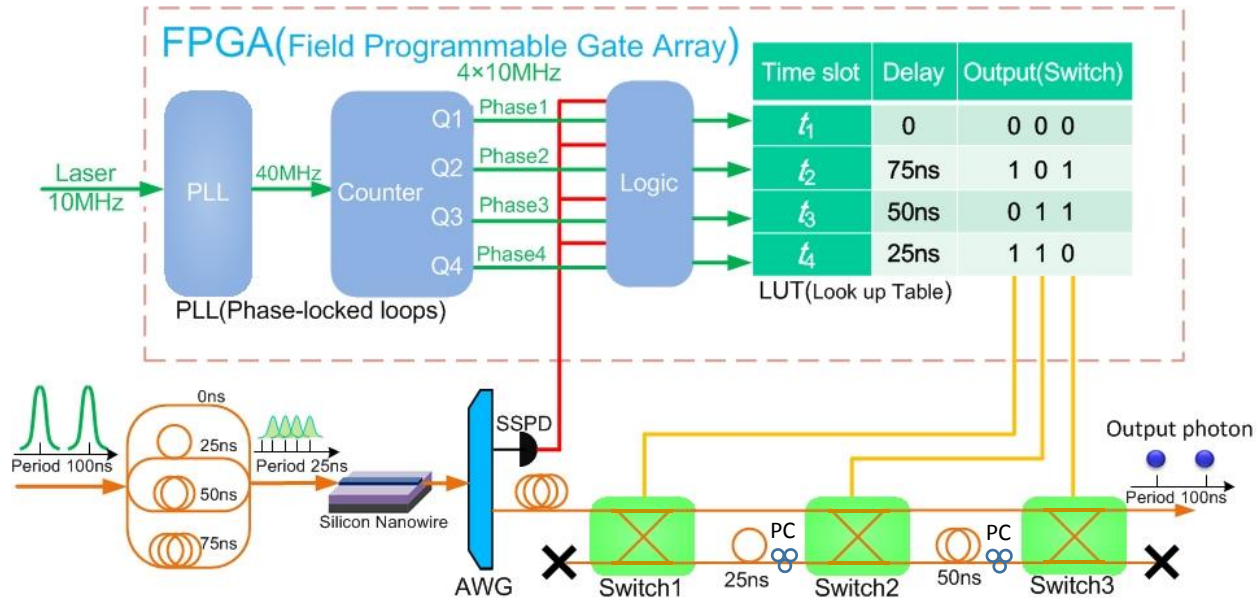 FPGA(Field Programmable Gate Array)
4×10MHz
Time slot Delay Output(Switch)
Q1 Phase1 t1 0 0 0 0
Laser 10MHz PLL 40MHz Counter Q2 Phase2 Logic t2 75ns 1 0 1
Q3 Phase3 t3 50ns 0 1 1
Q4 Phase4 t4 25ns 1 1 0
PLL(Phase-locked loops)
LUT(Look up Table)
0ns
25ns
50ns
75ns
Period 100ns
Period 25ns
Silicon Nanowire
SSPD
AWG
Output photon
Period 100ns
PC
25ns
PC
50ns
Switch1
Switch2
Switch3